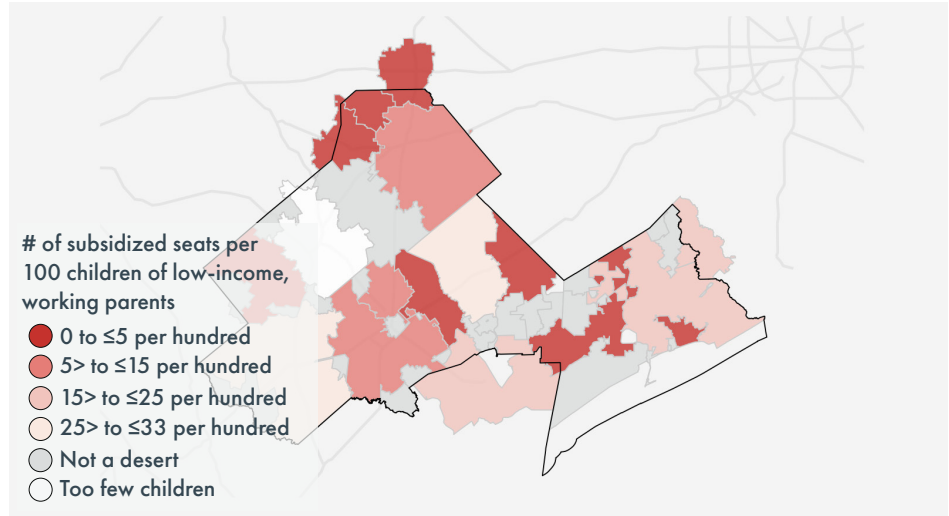 # of subsidized seats per
100 children of low-income,
working parents
0 to ≤5 per hundred
5> to ≤15 per hundred
15> to ≤25 per hundred
25> to ≤33 per hundred
Not a desert
Too few children